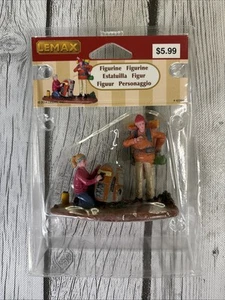 LEMAX
$5.99
Figurine Figurine
Estatuilla Figur
Figuur Personaggio